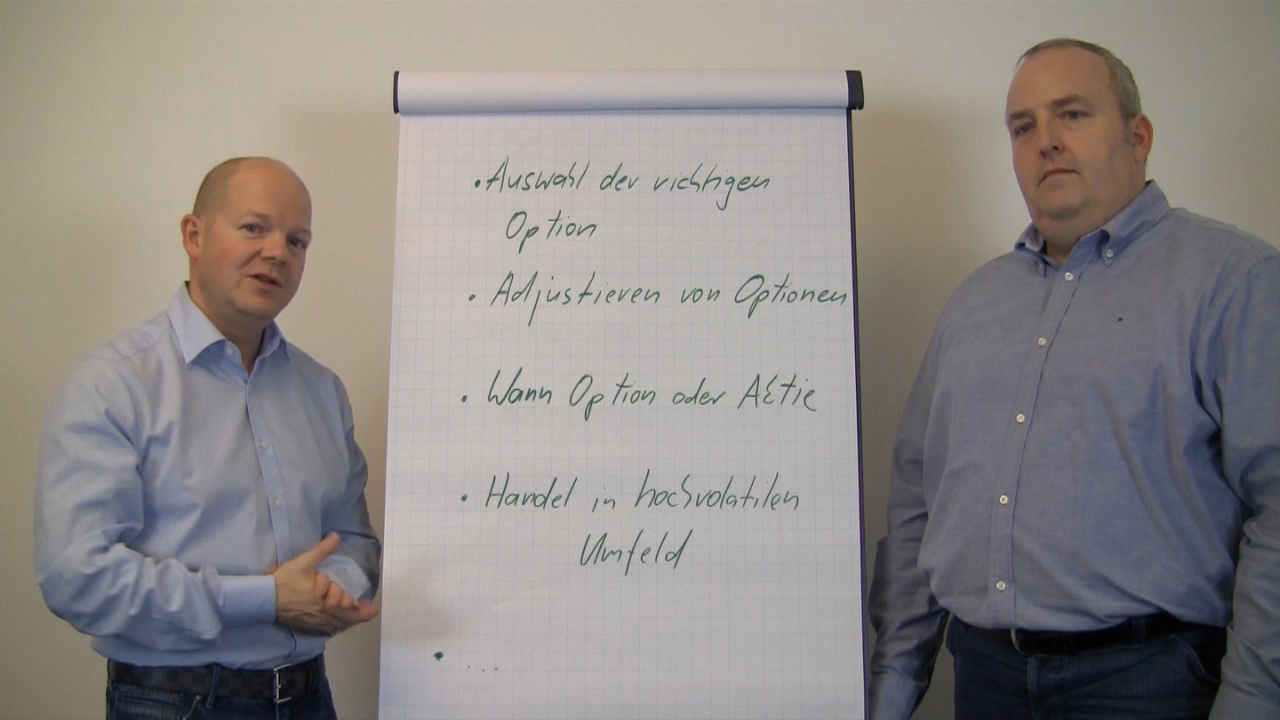 • Auswahl der richtigen
Option
• Adjustieren von Optionen
• Wann Option oder Aktie
• Handel in hochvolatilen
Umfeld
• ....